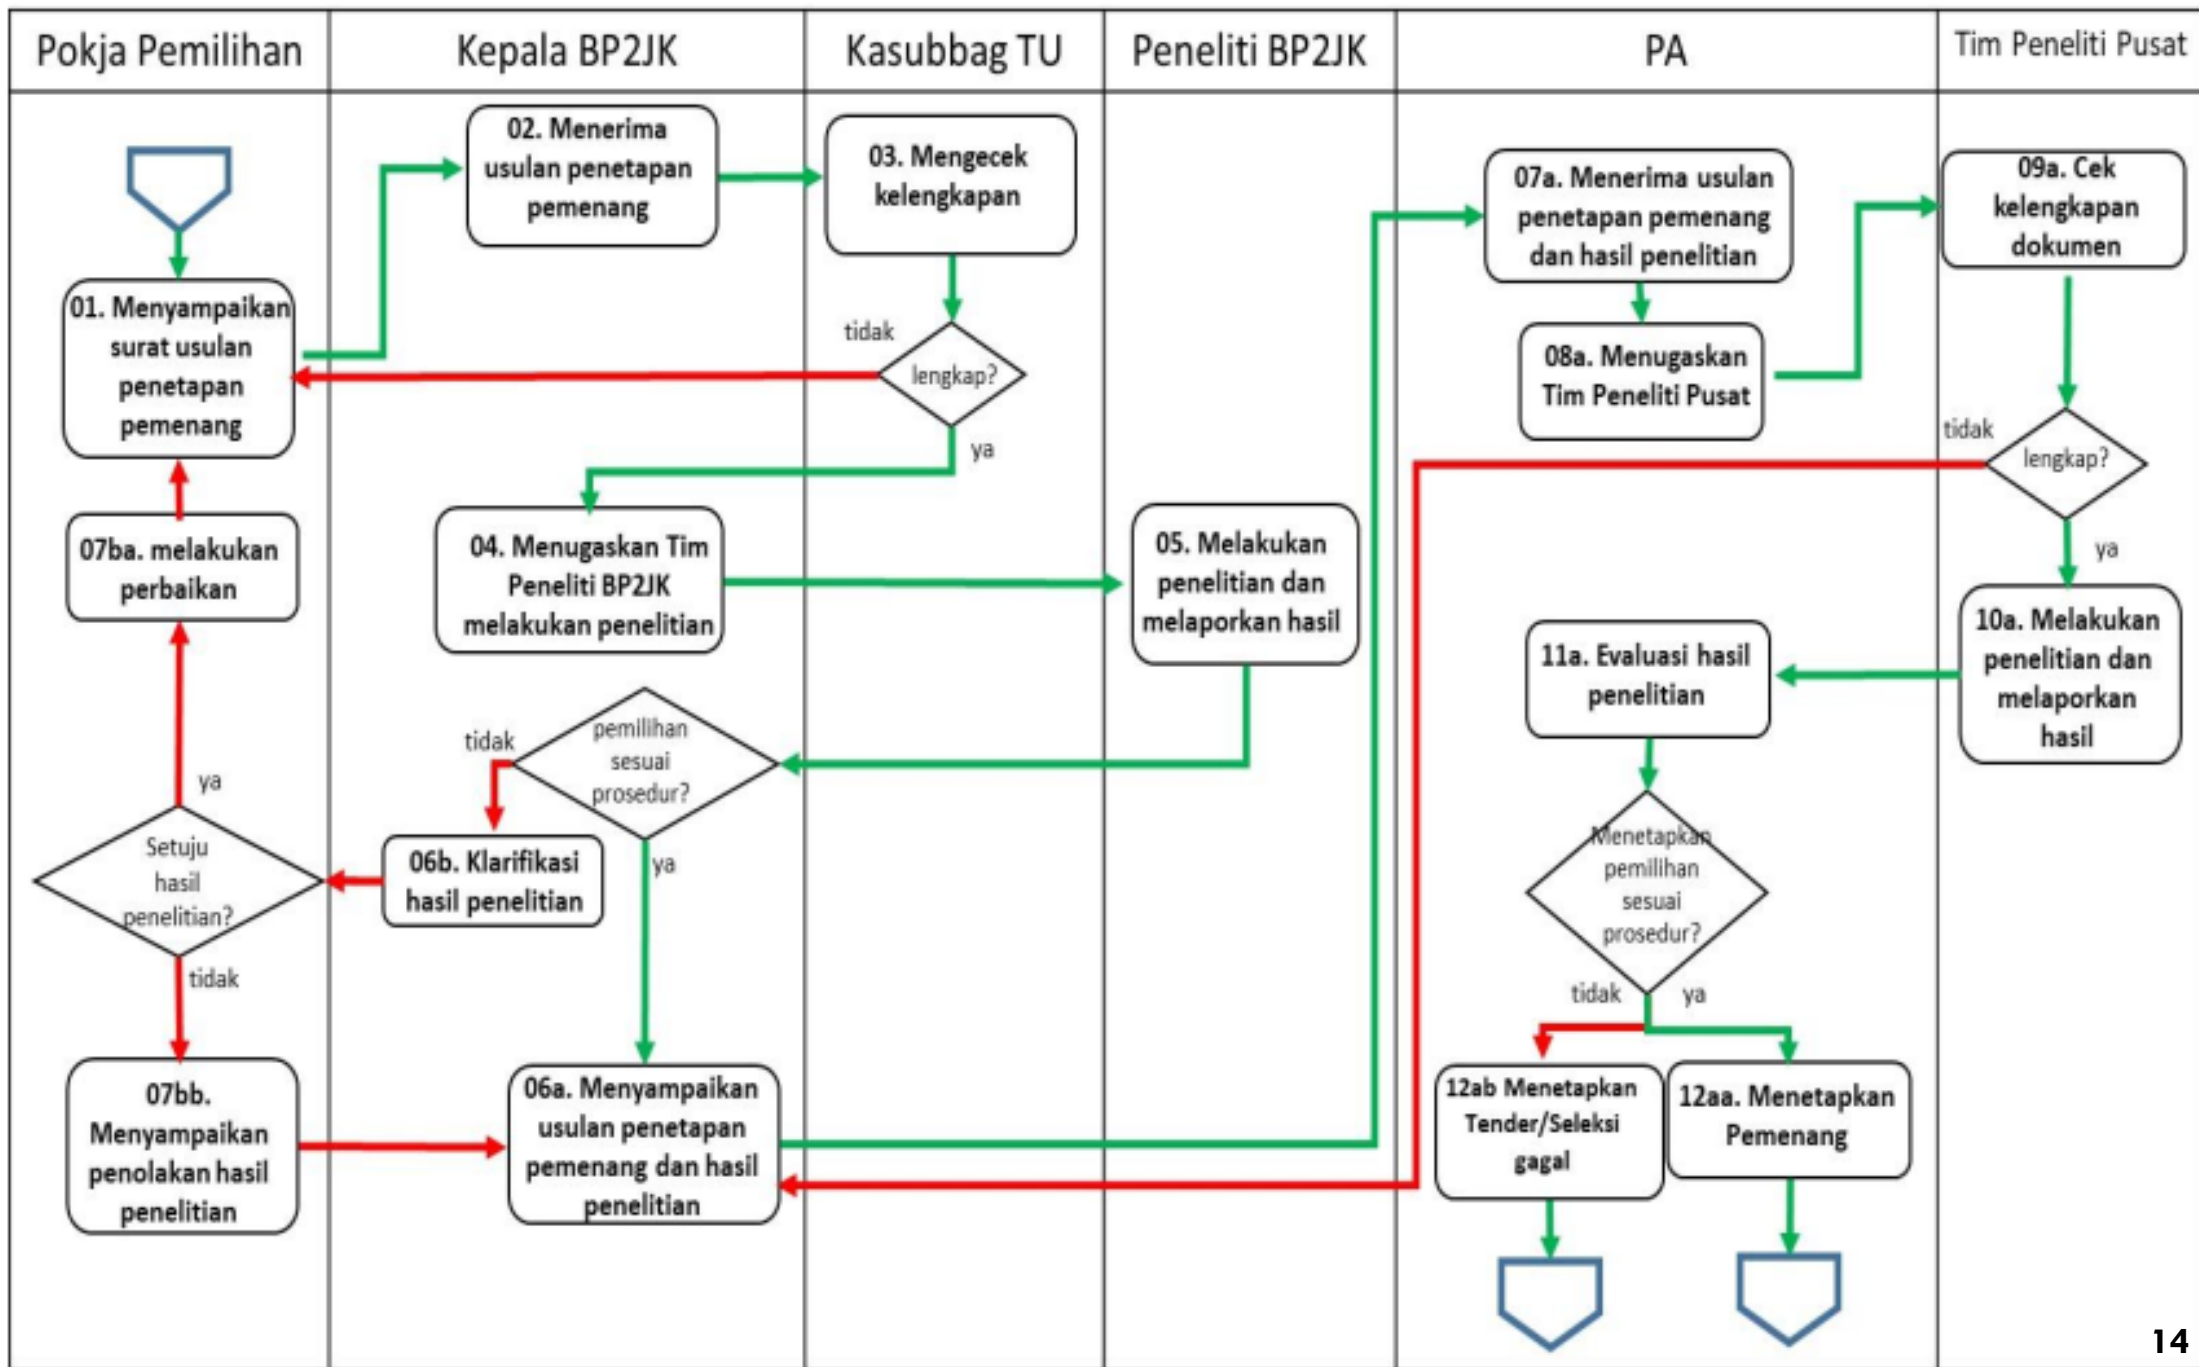 Pokja Pemilihan
Kepala BP2JK
Kasubbag TU
Peneliti BP2JK
PA
Tim Peneliti Pusat
01. Menyampaikan
surat usulan
penetapan
pemenang
02. Menerima
usulan penetapan
pemenang
03. Mengecek
kelengkapan
tidak
lengkap?
ya
04. Menugaskan Tim
Peneliti BP2JK
melakukan penelitian
05. Melakukan
penelitian dan
melaporkan hasil
pemilihan
sesuai
prosedur?
tidak
ya
06b. Klarifikasi
hasil penelitian
Setuju
hasil
penelitian?
ya
tidak
07ba. melakukan
perbaikan
07bb.
Menyampaikan
penolakan hasil
penelitian
06a. Menyampaikan
usulan penetapan
pemenang dan hasil
penelitian
07a. Menerima usulan
penetapan pemenang
dan hasil penelitian
08a. Menugaskan
Tim Peneliti Pusat
09a. Cek
kelengkapan
dokumen
tidak
lengkap?
ya
10a. Melakukan
penelitian dan
melaporkan
hasil
11a. Evaluasi hasil
penelitian
Menetapkan
pemilihan
sesuai
prosedur?
tidak
ya
12ab Menetapkan
Tender/Seleksi
gagal
12aa. Menetapkan
Pemenang
14